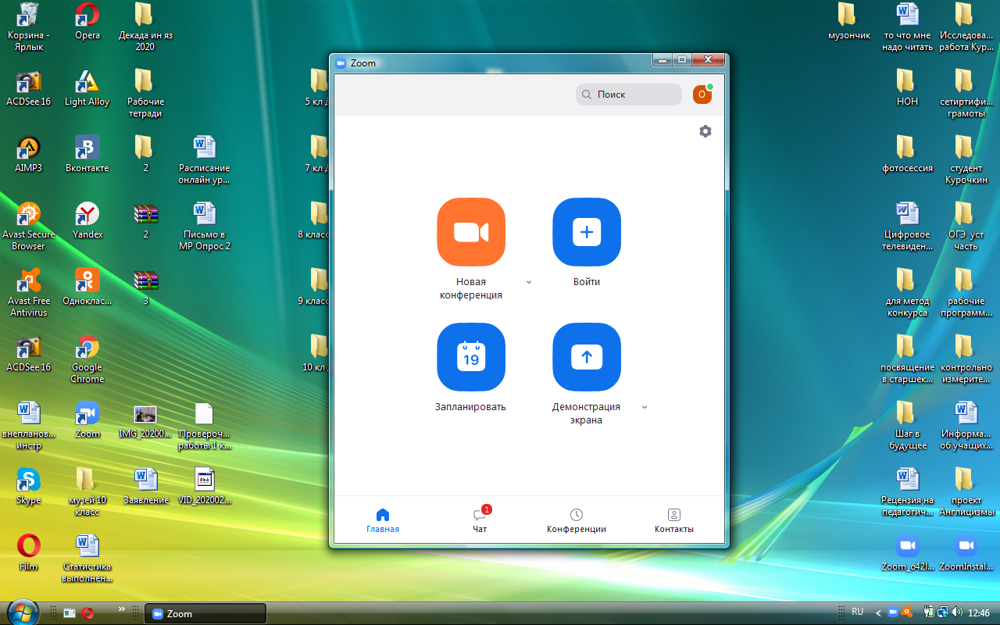 Корзина -
Ярлык
Opera
Декада ин яз
2020
ACDSee 16
Light Alloy
Рабочие
тетради
AIMP3
Вконтакте
2
Расписание
онлайн ур...
Avast Secure
Browser
Yandex
2
Письмо в
МР Опрос 2
Avast Free
Antivirus
Одноклас...
3
ACDSee 16
Google
Chrome
внепланов...
инстр
Zoom
IMG_20200...
Провероч...
работы 1 к...
Skype
музей 10
класс
Заявление
VID_202002...
Film
Статистика
выполнен...
5 кл Д
7 кл Д
8 класс
9 класс
10 кл Д
Zoom
Поиск
О
Новая
конференция
Войти
19
Запланировать
Демонстрация
экрана
Главная
1
Чат
Конференции
Контакты
музончик
то что мне
надо читать
Исследова...
работа Кур...
НОН
сетиртифи...
грамоты
фотосессия
студент
Курочкин
Цифровое
телевиден...
ОГЭ уст
часть
для метод
конкурса
рабочие
программ...
посвящение
в старшек...
контрольно
измерите...
Шаг в
будущее
Информа...
об учащих...
Рецензия на
педагогич...
проект
Англицизмы
Zoom_o42l...
ZoomInstal...
Zoom
RU
12:46